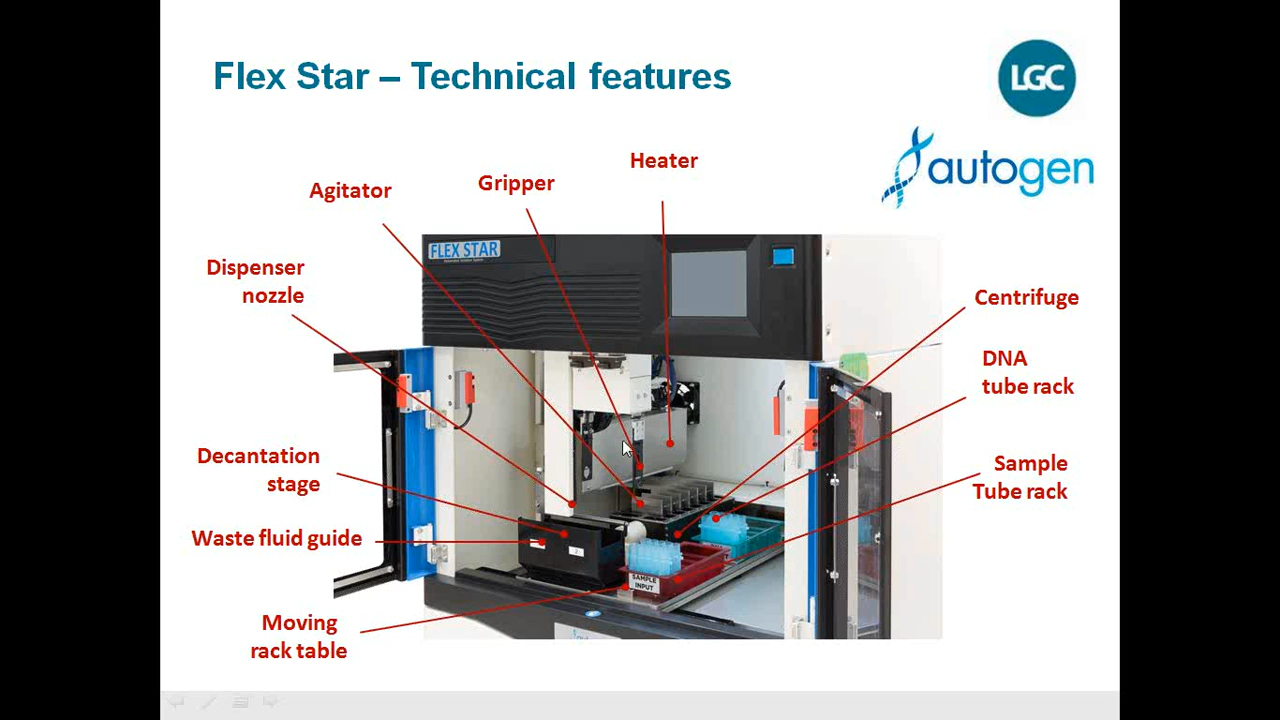 Flex Star – Technical features
LGC
autogen
Heater
Gripper
Agitator
Dispenser
nozzle
FLEX STAR
Centrifuge
DNA
tube rack
Decantation
stage
Sample
Tube rack
Waste fluid guide
2
SAMPLE
INPUT
Moving
rack table